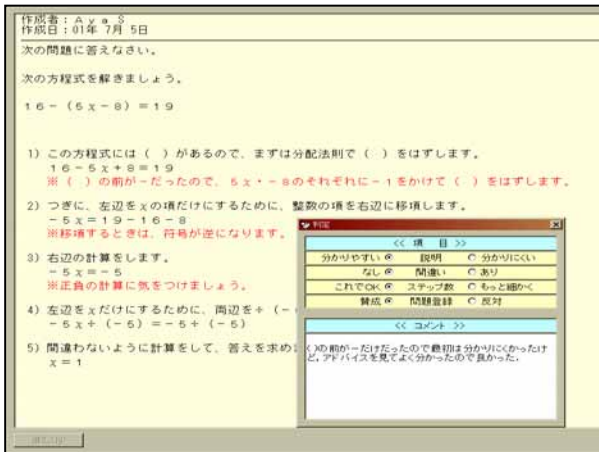 作成者：Aya S
作成日：01年 7月 5日
次の問題に答えなさい。
次の方程式を解きましょう。
16－(5χ－8)＝19
1) この方程式には ( ) があるので、まずは分配法則で ( ) をはずします。
16－5χ＋8＝19
※ ( ) の前が－だったので、5χ・－8のそれぞれに－1をかけて ( ) をはずします。
2) つぎに、左辺をχの項だけにするために、整数の項を右辺に移項します。
－5χ＝19－16－8
※移項するときは、符号が逆になります。
3) 右辺の計算をします。
－5χ＝－5
※正負の計算に気をつけましょう。
4) 左辺をχだけにするために、両辺を÷ (－
－5χ÷ (－5) ＝－5÷ (－5)
5) 間違わないように計算をして、答えを求め
χ＝1
判定
<< 項 目 >>
分かりやすい 説明 分かりにくい
なし 間違い あり
これでOK ステップ数 もっと細かく
賛成 問題登録 反対
<< コメント >>
( )の前が－だけだったので最初は分かりにくかったけ
ど、アドバイスを見てよく分かったので良かった。